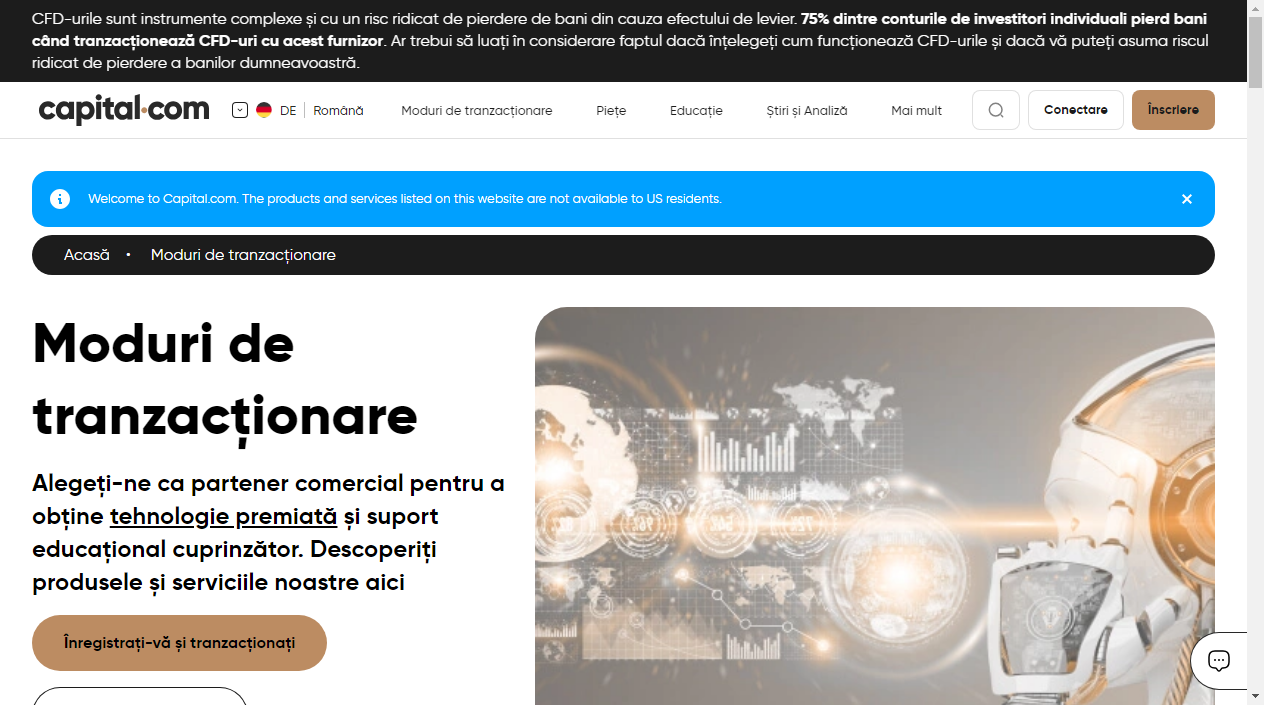 CFD-urile sunt instrumente complexe și cu un risc ridicat de pierdere de bani din cauza efectului de levier. 75% dintre conturile de investitori individuali pierd bani
când tranzacționează CFD-uri cu acest furnizor. Ar trebui să luați în considerare faptul dacă înțelegeți cum funcționează CFD-urile și dacă vă puteți asuma riscul
ridicat de pierdere a banilor dumneavoastră.
capital.com DE Română Moduri de tranzacționare Piețe Educație Știri și Analiză Mai mult Conectare Înscriere
Welcome to Capital.com. The products and services listed on this website are not available to US residents.
Acasă • Moduri de tranzacționare
Moduri de
tranzacționare
Alegeți-ne ca partener comercial pentru a
obține tehnologie premiată și suport
educațional cuprinzător. Descoperiți
produsele și serviciile noastre aici
Înregistrați-vă și tranzacționați